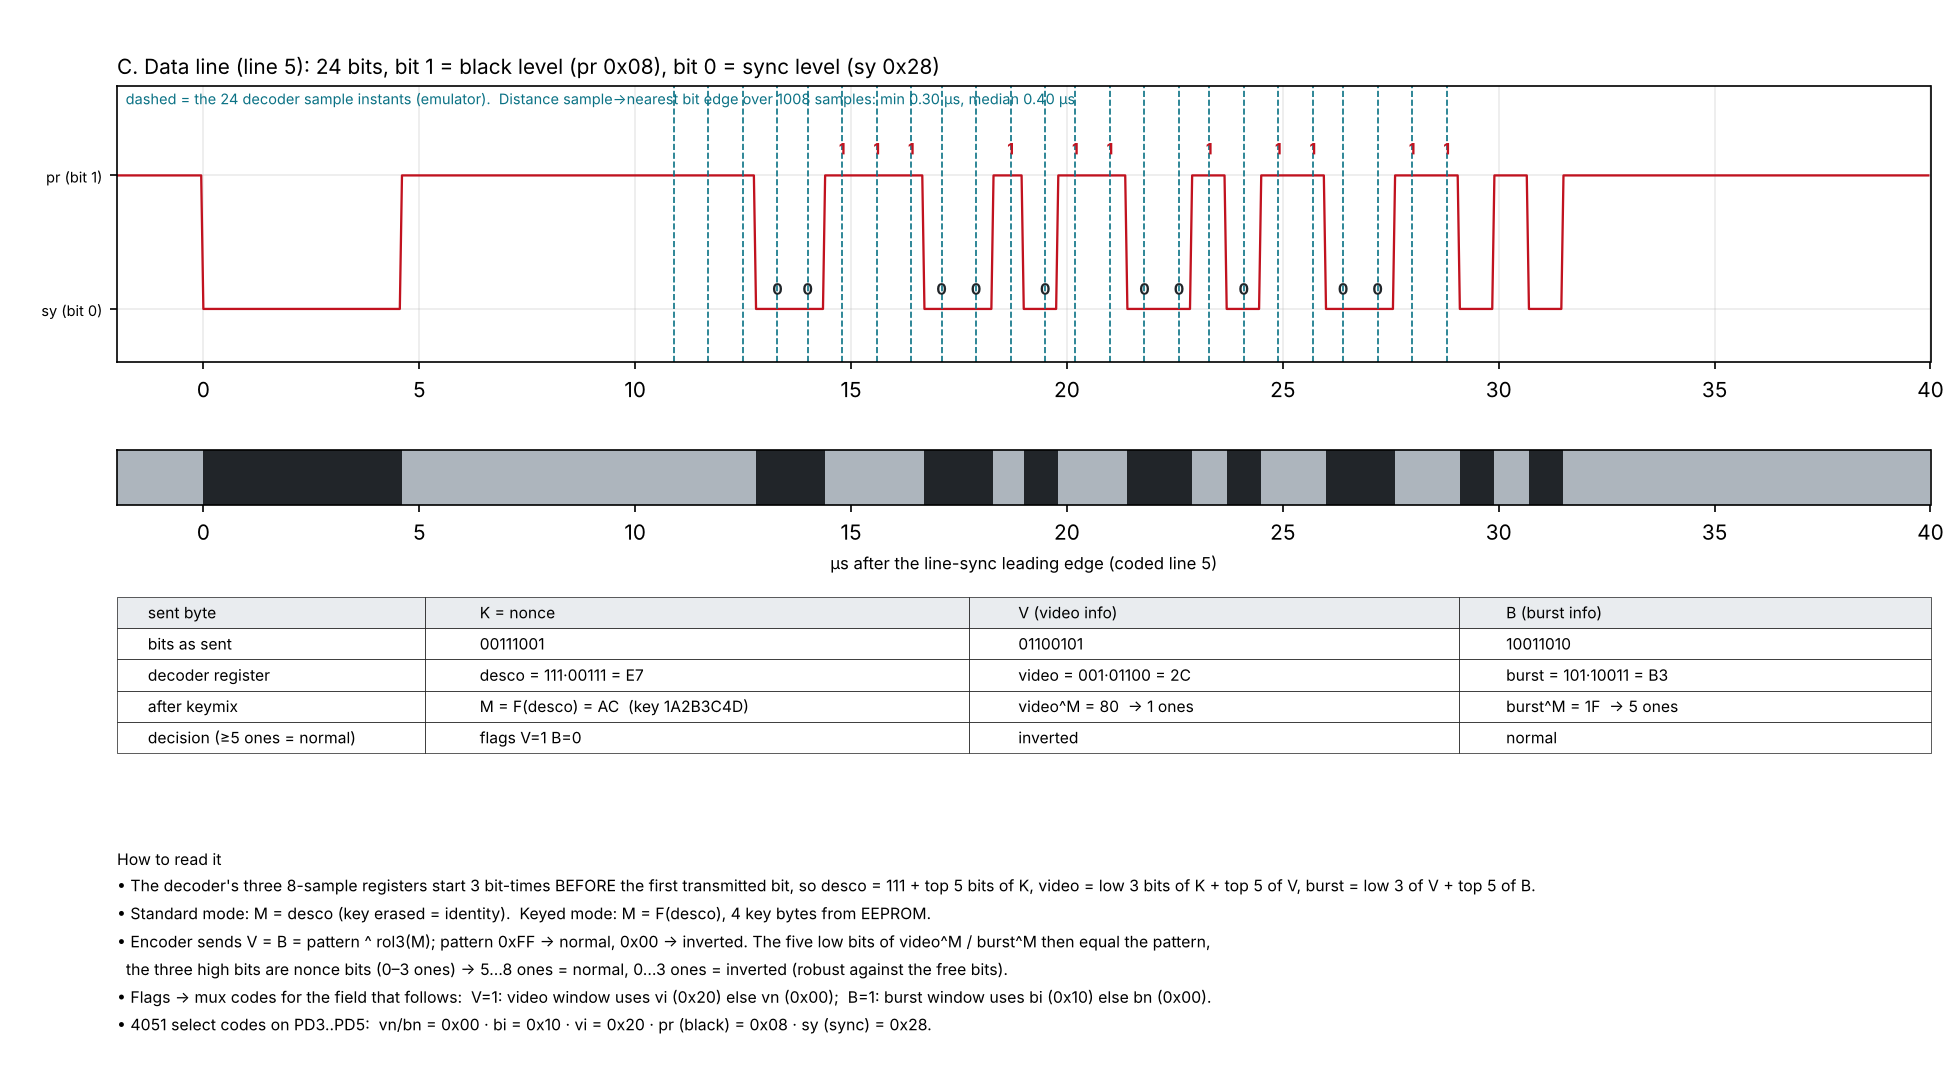 C. Data line (line 5): 24 bits, bit 1 = black level (pr 0x08), bit 0 = sync level (sy 0x28)
dashed = the 24 decoder sample instants (emulator). Distance sample→nearest bit edge over 1008 samples: min 0.30 µs, median 0.40 µs
1 1 1 1 1 1 1 1 1 1 1
pr (bit 1)
0 0 0 0 0 0 0 0 0 0
sy (bit 0)
0 5 10 15 20 25 30 35 40
0 5 10 15 20 25 30 35 40
µs after the line-sync leading edge (coded line 5)
sent byte K = nonce V (video info) B (burst info)
bits as sent 00111001 01100101 10011010
decoder register desco = 111·00111 = E7 video = 001·01100 = 2C burst = 101·10011 = B3
after keymix M = F(desco) = AC (key 1A2B3C4D) video^M = 80 → 1 ones burst^M = 1F → 5 ones
decision (≥5 ones = normal) flags V=1 B=0 inverted normal
How to read it
• The decoder's three 8-sample registers start 3 bit-times BEFORE the first transmitted bit, so desco = 111 + top 5 bits of K, video = low 3 bits of K + top 5 of V, burst = low 3 of V + top 5 of B.
• Standard mode: M = desco (key erased = identity). Keyed mode: M = F(desco), 4 key bytes from EEPROM.
• Encoder sends V = B = pattern ^ rol3(M); pattern 0xFF → normal, 0x00 → inverted. The five low bits of video^M / burst^M then equal the pattern,
the three high bits are nonce bits (0–3 ones) → 5…8 ones = normal, 0…3 ones = inverted (robust against the free bits).
• Flags → mux codes for the field that follows: V=1: video window uses vi (0x20) else vn (0x00); B=1: burst window uses bi (0x10) else bn (0x00).
• 4051 select codes on PD3..PD5: vn/bn = 0x00 · bi = 0x10 · vi = 0x20 · pr (black) = 0x08 · sy (sync) = 0x28.